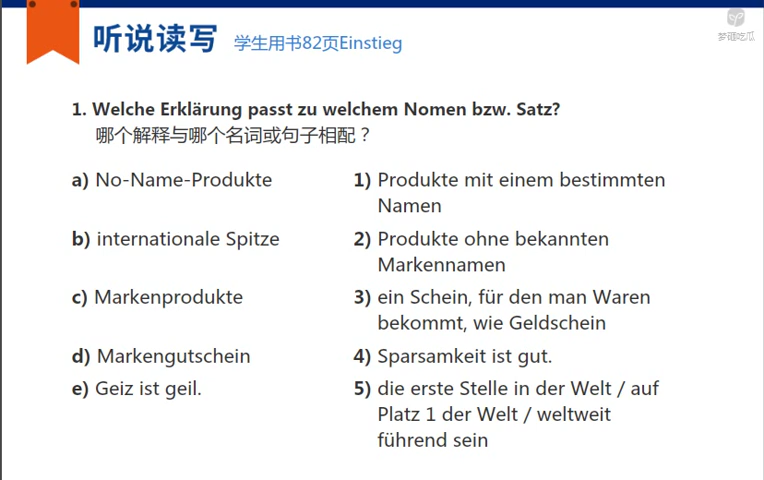 听说读写 学生用书82页Einstieg
梦砸吃瓜
1. Welche Erklärung passt zu welchem Nomen bzw. Satz?
哪个解释与哪个名词或句子相配？
a) No-Name-Produkte
1) Produkte mit einem bestimmten
Namen
b) internationale Spitze
2) Produkte ohne bekannten
Markennamen
c) Markenprodukte
3) ein Schein, für den man Waren
bekommt, wie Geldschein
d) Markengutschein
4) Sparsamkeit ist gut.
e) Geiz ist geil.
5) die erste Stelle in der Welt / auf
Platz 1 der Welt / weltweit
führend sein